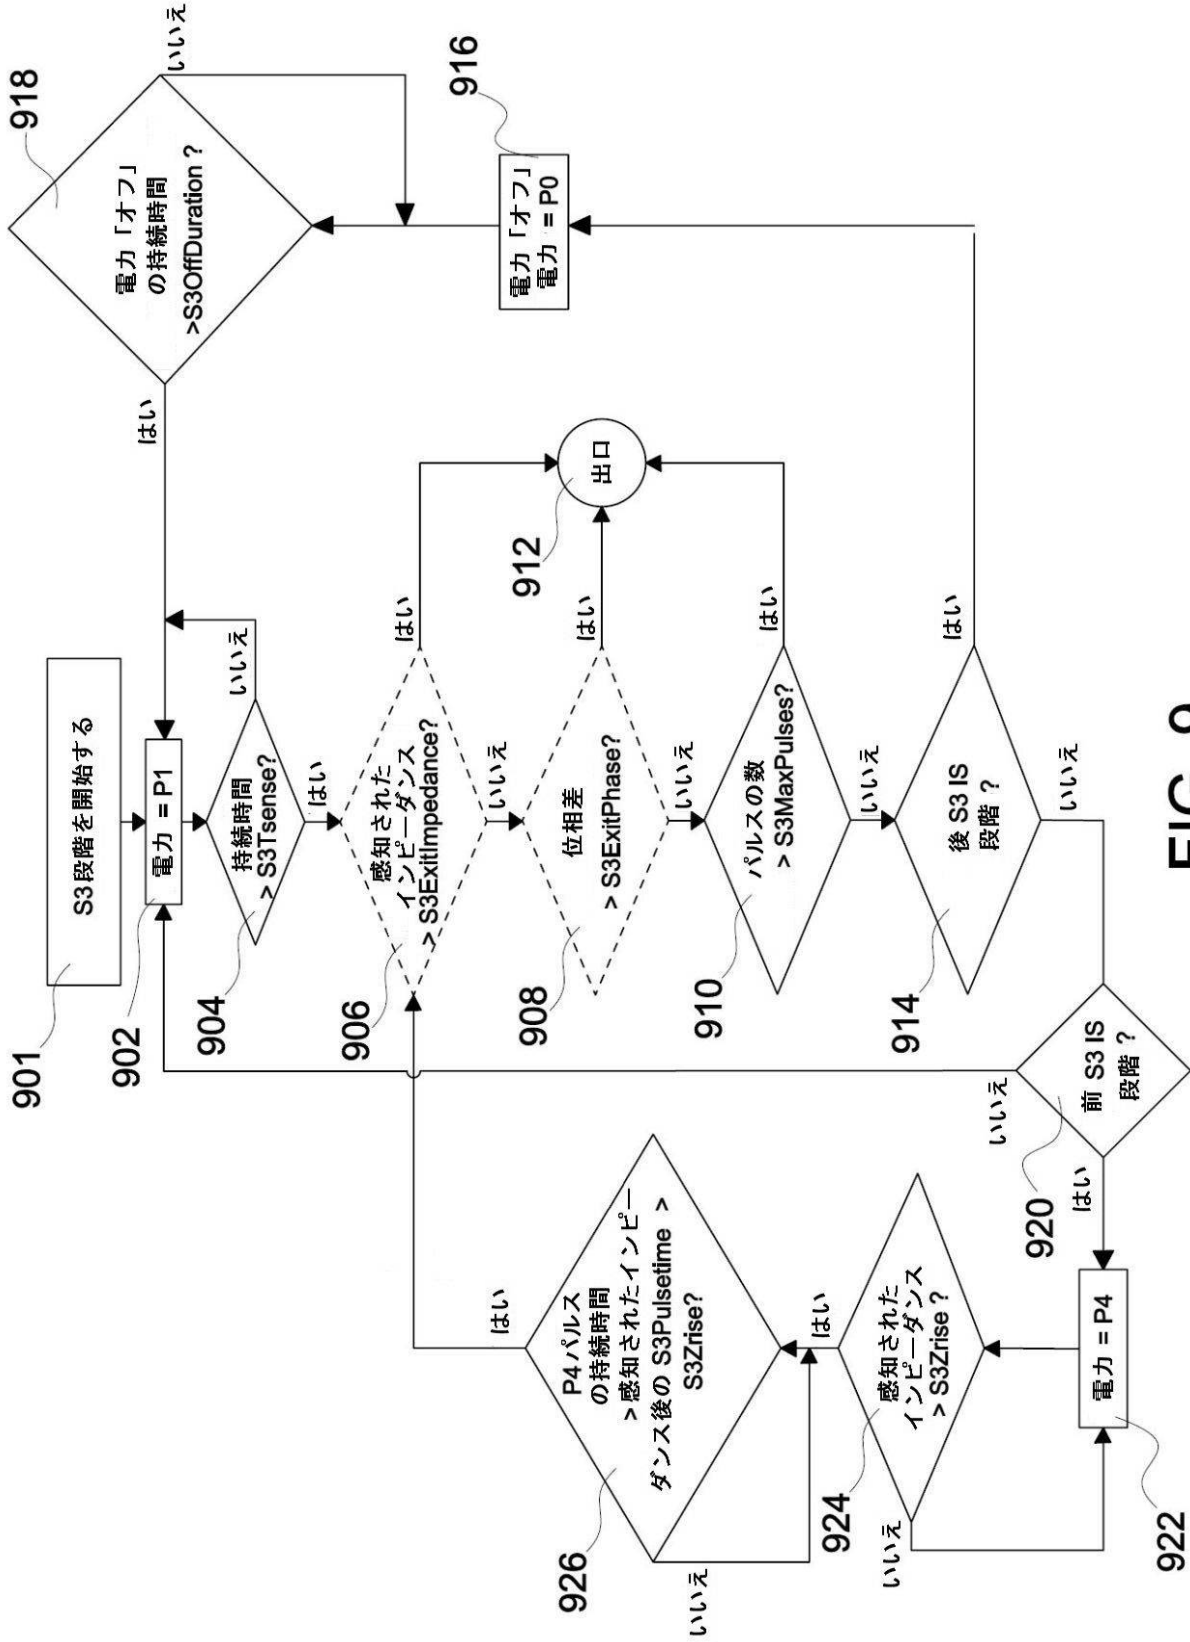 901
S3段階を開始する
902
電力 = P1
904
持続時間
> S3Tsense?
いいえ
はい
906
感知された
インピーダンス
> S3ExitImpedance?
はい
いいえ
908
位相差
> S3ExitPhase?
はい
いいえ
910
パルスの数
> S3MaxPulses?
はい
いいえ
912
出口
914
後 S3 IS
段階 ?
はい
いいえ
916
電力「オフ」
電力 = P0
918
電力「オフ」
の持続時間
>S3OffDuration ?
いいえ
はい
920
前 S3 IS
段階 ?
いいえ
はい
922
電力 = P4
924
感知された
インピーダンス
> S3Zrise ?
いいえ
はい
926
P4パルス
の持続時間
>感知されたインピー
ダンス後の S3Pulsetime >
S3Zrise?
はい
いいえ
FIG.